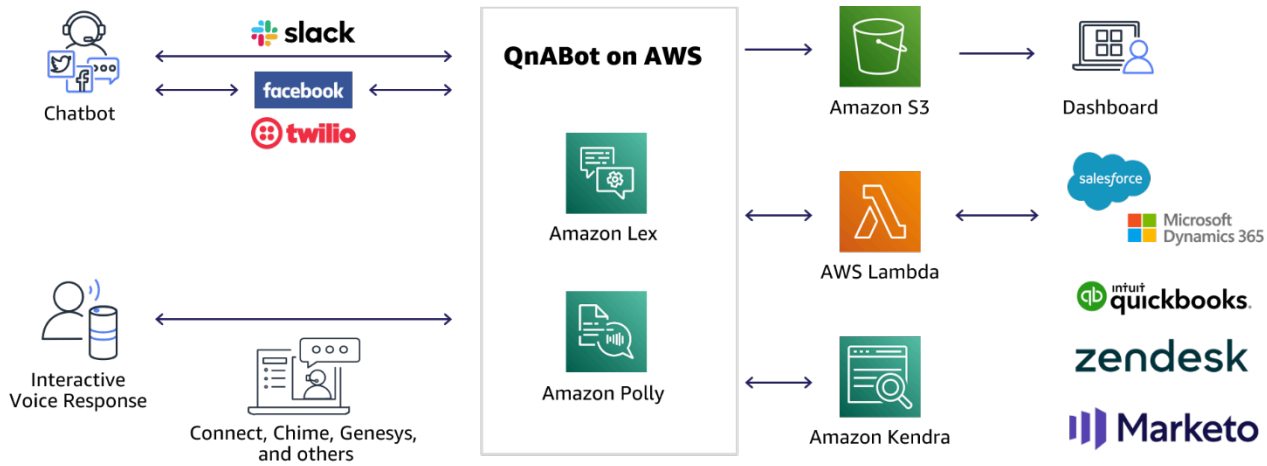 slack
facebook
twilio
Chatbot
QnABot on AWS
Amazon S3
Dashboard
Amazon Lex
AWS Lambda
salesforce
Microsoft
Dynamics 365
Interactive
Voice Response
Connect, Chime, Genesys,
and others
Amazon Polly
Amazon Kendra
qb
intuit
quickbooks.
zendesk
Marketo